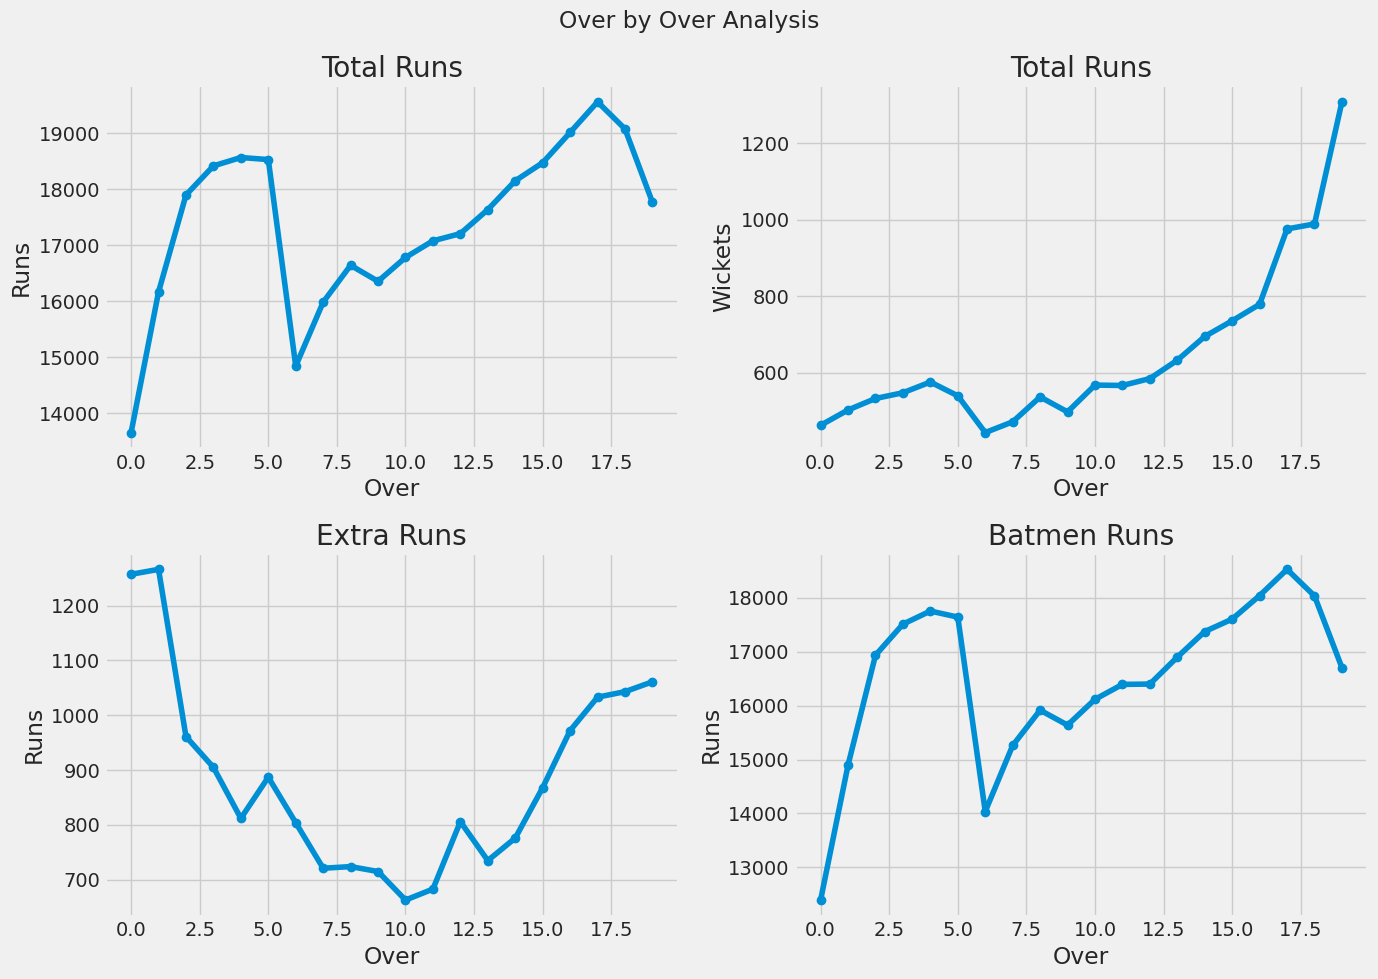 Over by Over Analysis
Total Runs
Runs
19000
18000
17000
16000
15000
14000
0.0 2.5 5.0 7.5 10.0 12.5 15.0 17.5
Over
Total Runs
Wickets
1200
1000
800
600
0.0 2.5 5.0 7.5 10.0 12.5 15.0 17.5
Over
Extra Runs
Runs
1200
1100
1000
900
800
700
0.0 2.5 5.0 7.5 10.0 12.5 15.0 17.5
Over
Batmen Runs
Runs
18000
17000
16000
15000
14000
13000
0.0 2.5 5.0 7.5 10.0 12.5 15.0 17.5
Over